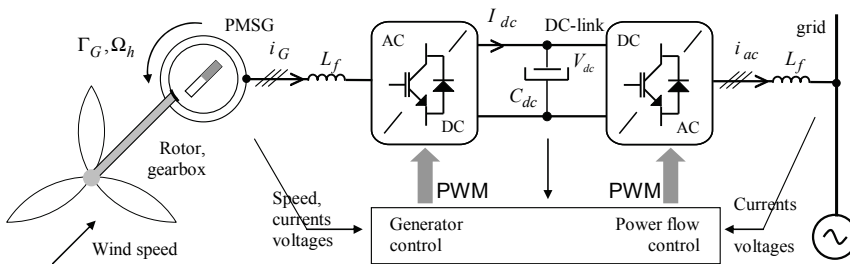 PMSG
Γ_G, Ω_h
i_G
L_f
AC
DC
I_dc
DC-link
V_dc
C_dc
DC
AC
i_ac
L_f
grid
Rotor,
gearbox
Wind speed
Speed,
currents
voltages
PWM
PWM
Generator
control
Power flow
control
Currents
voltages